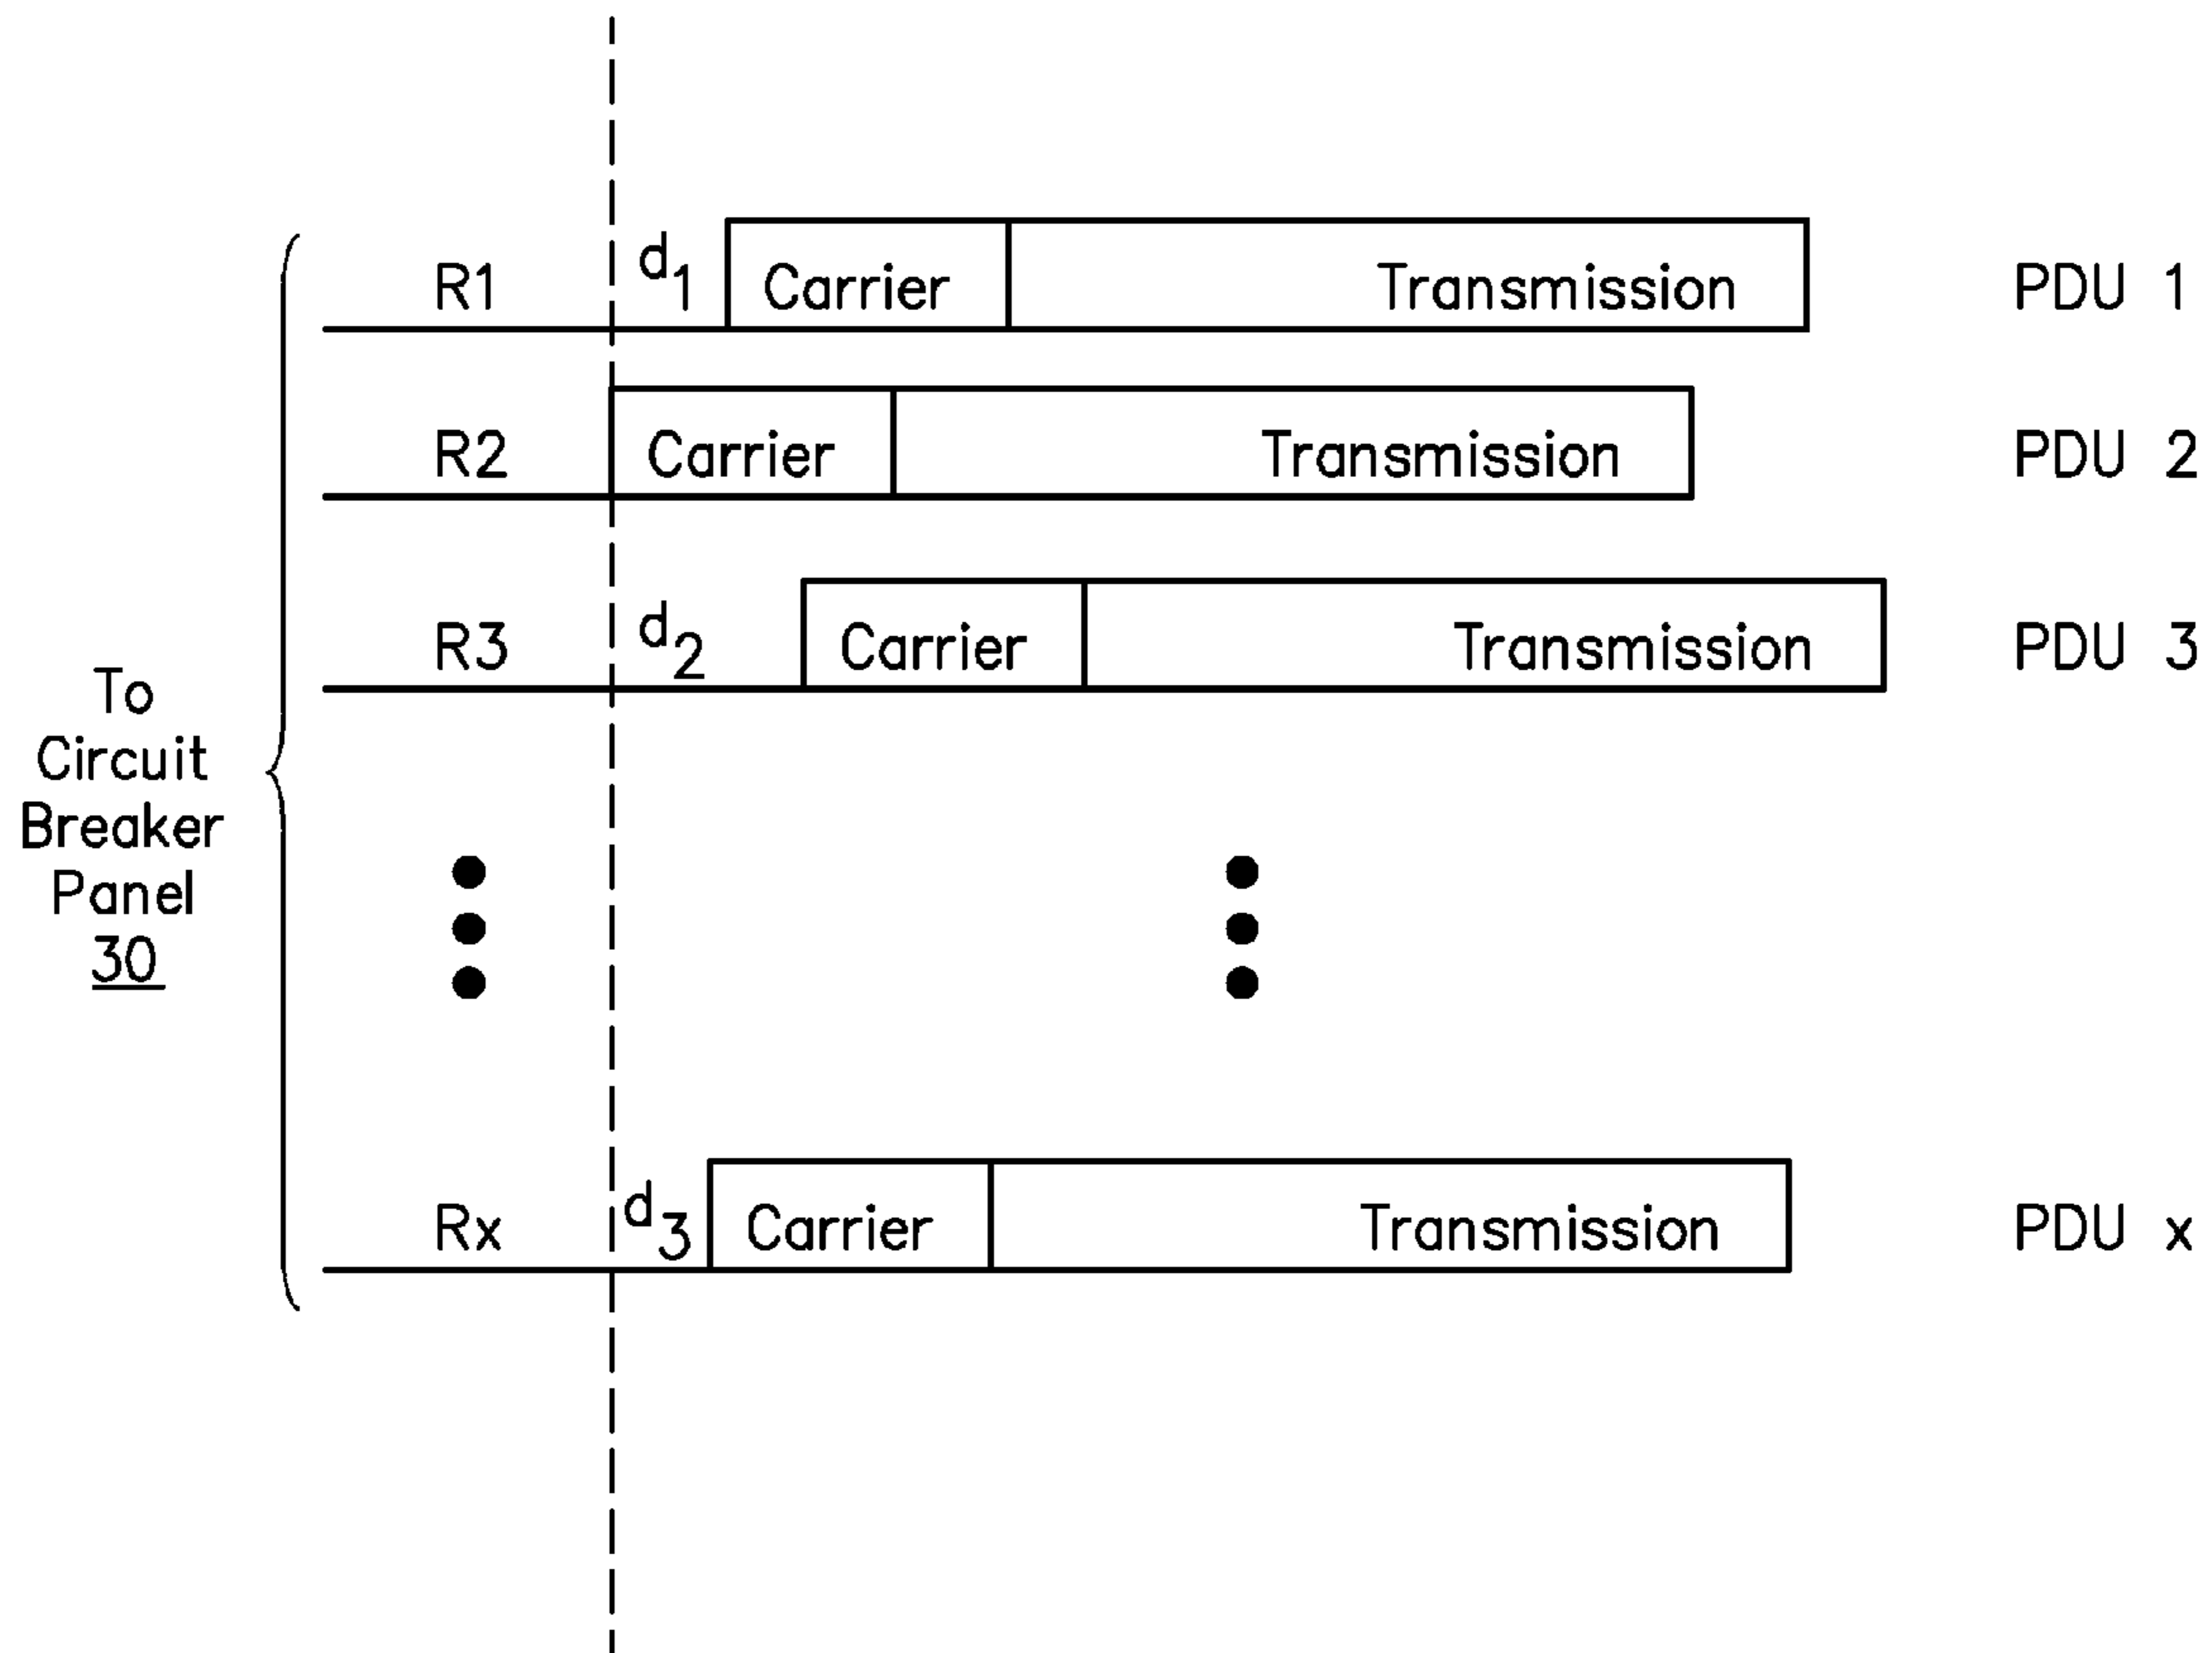 R1 d1 Carrier Transmission PDU 1
R2 Carrier Transmission PDU 2
R3 d2 Carrier Transmission PDU 3
To
Circuit
Breaker
Panel
30
Rx d3 Carrier Transmission PDU x